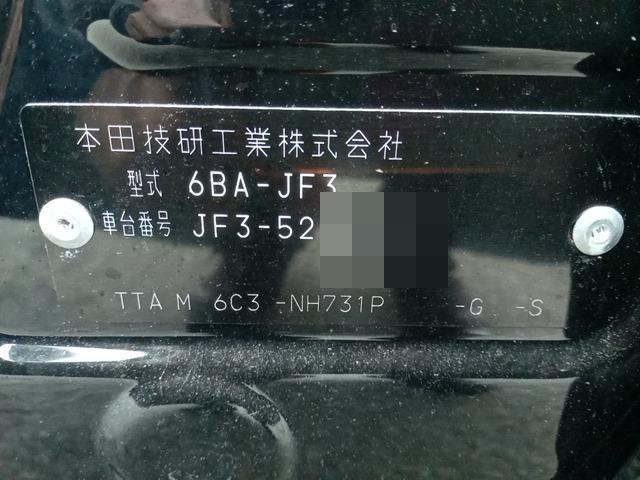 本田技研工業株式会社
型式 6BA-JF3
車台番号 JF3-52
TTA M 6C3 -NH731P -G -S